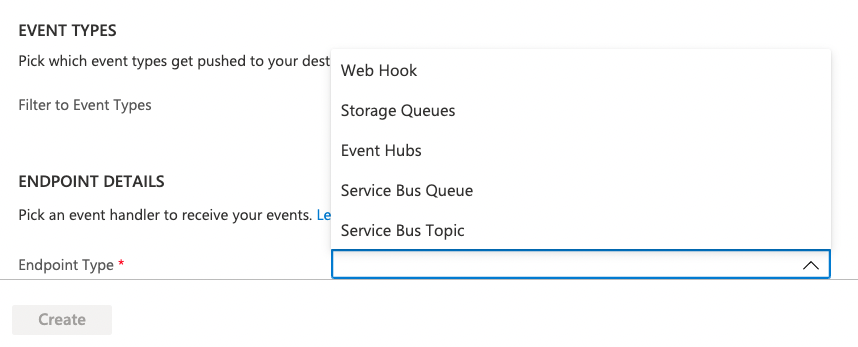 EVENT TYPES
Pick which event types get pushed to your dest
Filter to Event Types
Web Hook
Storage Queues
Event Hubs
Service Bus Queue
Service Bus Topic
ENDPOINT DETAILS
Pick an event handler to receive your events. Le
Endpoint Type *
Create